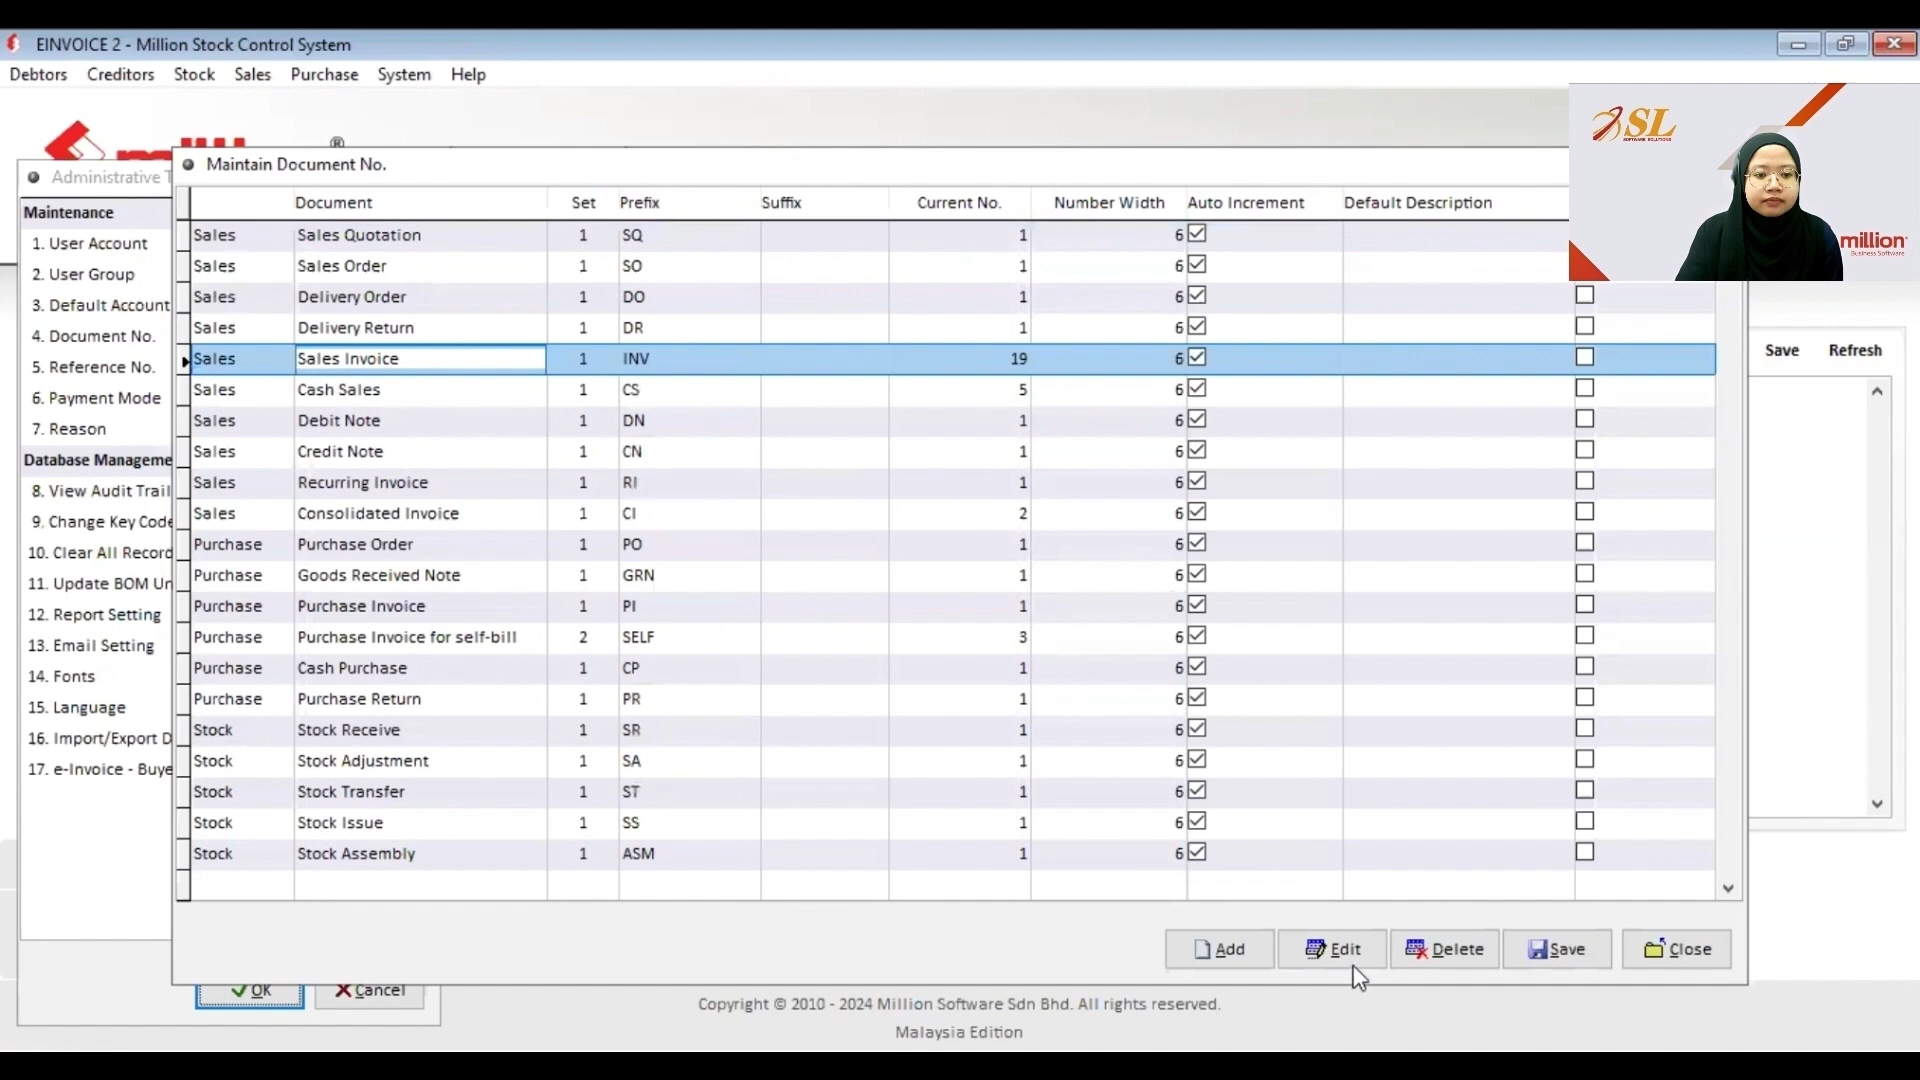 EINVOICE 2 - Million Stock Control System
Debtors Creditors Stock Sales Purchase System Help
SL
SOFTWARE SOLUTIONS
million
Business Software
®
Administrative T
Maintenance
1. User Account
2. User Group
3. Default Account
4. Document No.
5. Reference No.
6. Payment Mode
7. Reason
Database Manageme
8. View Audit Trail
9. Change Key Code
10. Clear All Record
11. Update BOM Un
12. Report Setting
13. Email Setting
14. Fonts
15. Language
16. Import/Export D
17. e-Invoice - Buye
OK Cancel
Maintain Document No.
Document Set Prefix Suffix Current No. Number Width Auto Increment Default Description
Sales Sales Quotation 1 SQ 1 6
Sales Sales Order 1 SO 1 6
Sales Delivery Order 1 DO 1 6
Sales Delivery Return 1 DR 1 6
Sales Sales Invoice 1 INV 19 6
Sales Cash Sales 1 CS 5 6
Sales Debit Note 1 DN 1 6
Sales Credit Note 1 CN 1 6
Sales Recurring Invoice 1 RI 1 6
Sales Consolidated Invoice 1 CI 2 6
Purchase Purchase Order 1 PO 1 6
Purchase Goods Received Note 1 GRN 1 6
Purchase Purchase Invoice 1 PI 1 6
Purchase Purchase Invoice for self-bill 2 SELF 3 6
Purchase Cash Purchase 1 CP 1 6
Purchase Purchase Return 1 PR 1 6
Stock Stock Receive 1 SR 1 6
Stock Stock Adjustment 1 SA 1 6
Stock Stock Transfer 1 ST 1 6
Stock Stock Issue 1 SS 1 6
Stock Stock Assembly 1 ASM 1 6
Add Edit Delete Save Close
Save Refresh
Copyright © 2010 - 2024 Million Software Sdn Bhd. All rights reserved.
Malaysia Edition